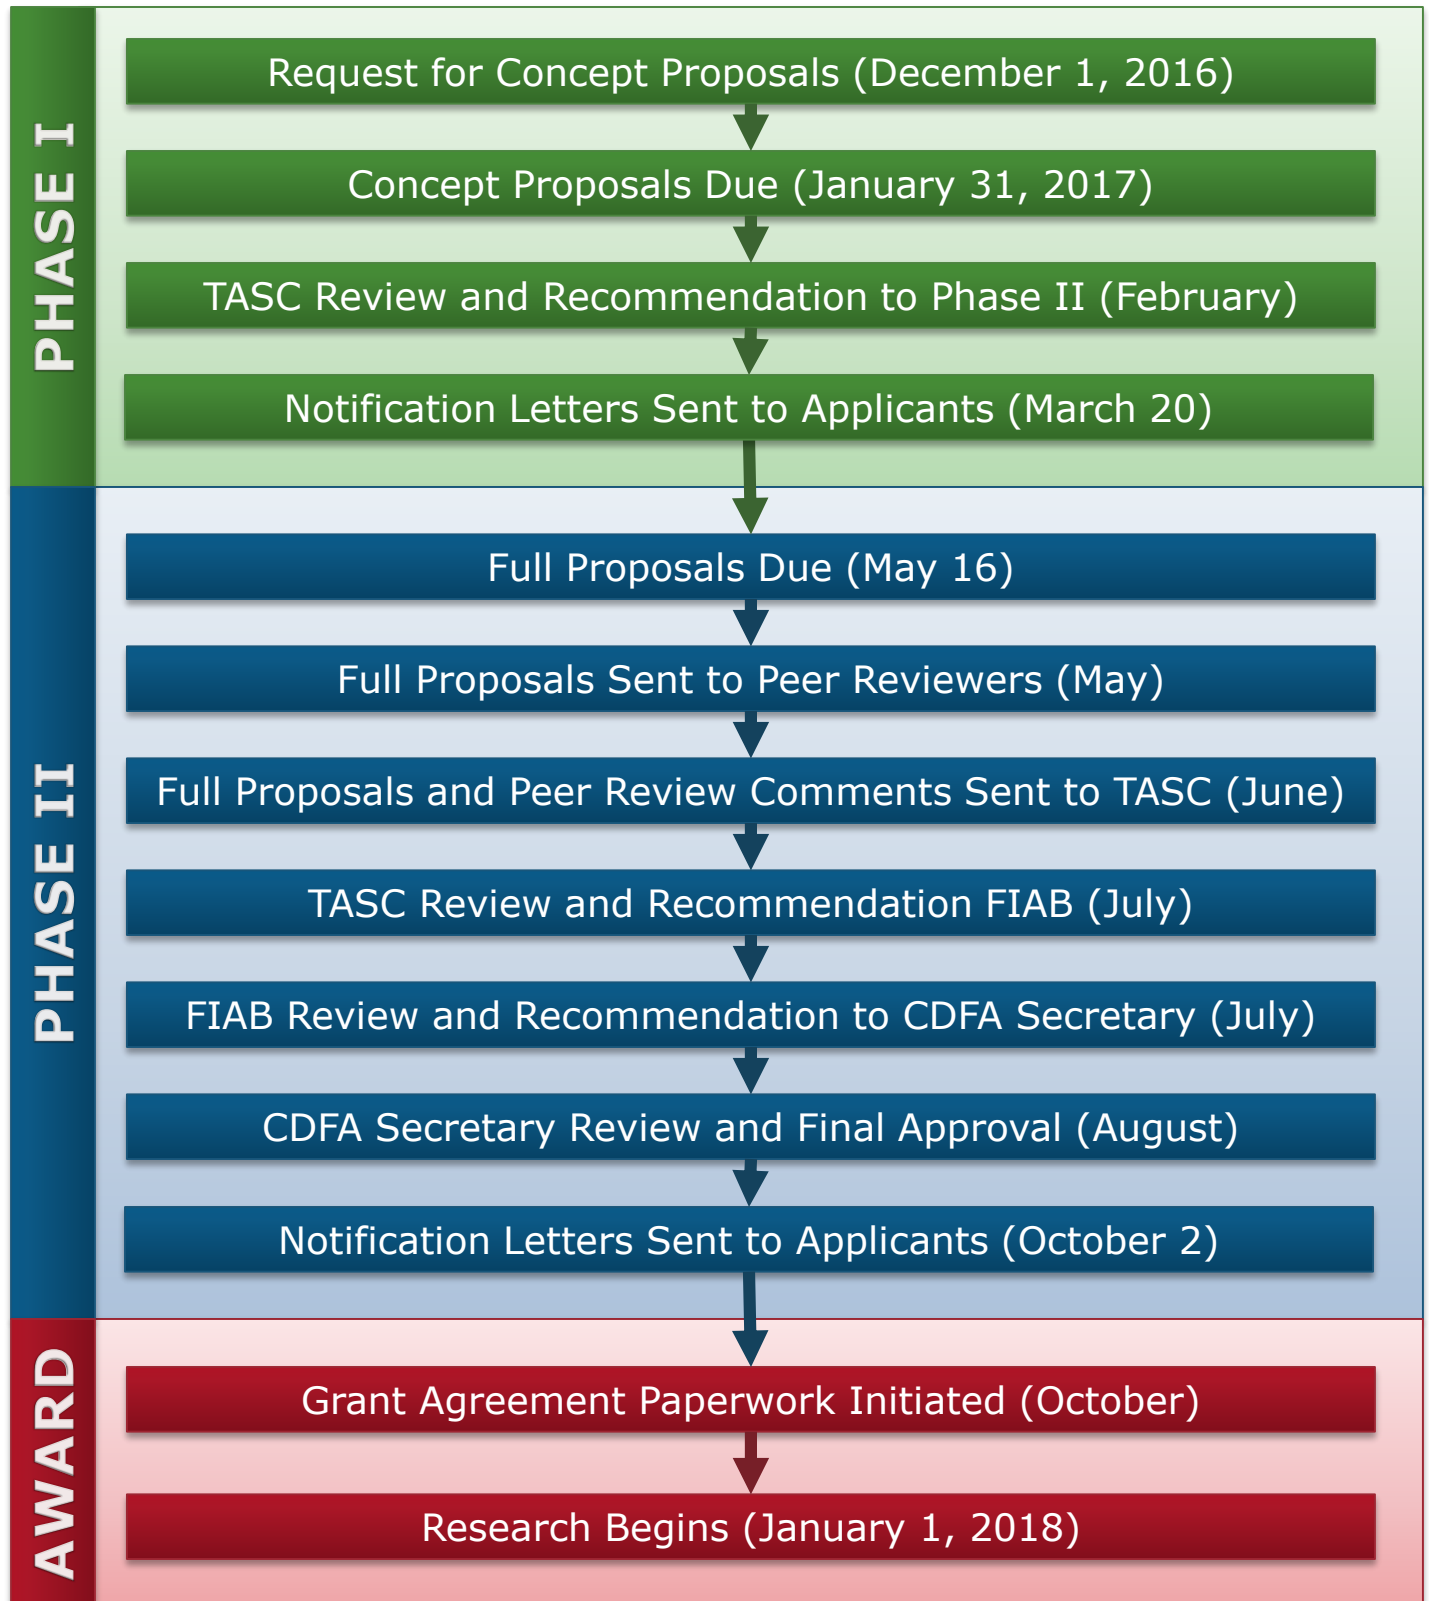 PHASE I
Request for Concept Proposals (December 1, 2016)
Concept Proposals Due (January 31, 2017)
TASC Review and Recommendation to Phase II (February)
Notification Letters Sent to Applicants (March 20)
PHASE II
Full Proposals Due (May 16)
Full Proposals Sent to Peer Reviewers (May)
Full Proposals and Peer Review Comments Sent to TASC (June)
TASC Review and Recommendation FIAB (July)
FIAB Review and Recommendation to CDFA Secretary (July)
CDFA Secretary Review and Final Approval (August)
Notification Letters Sent to Applicants (October 2)
AWARD
Grant Agreement Paperwork Initiated (October)
Research Begins (January 1, 2018)